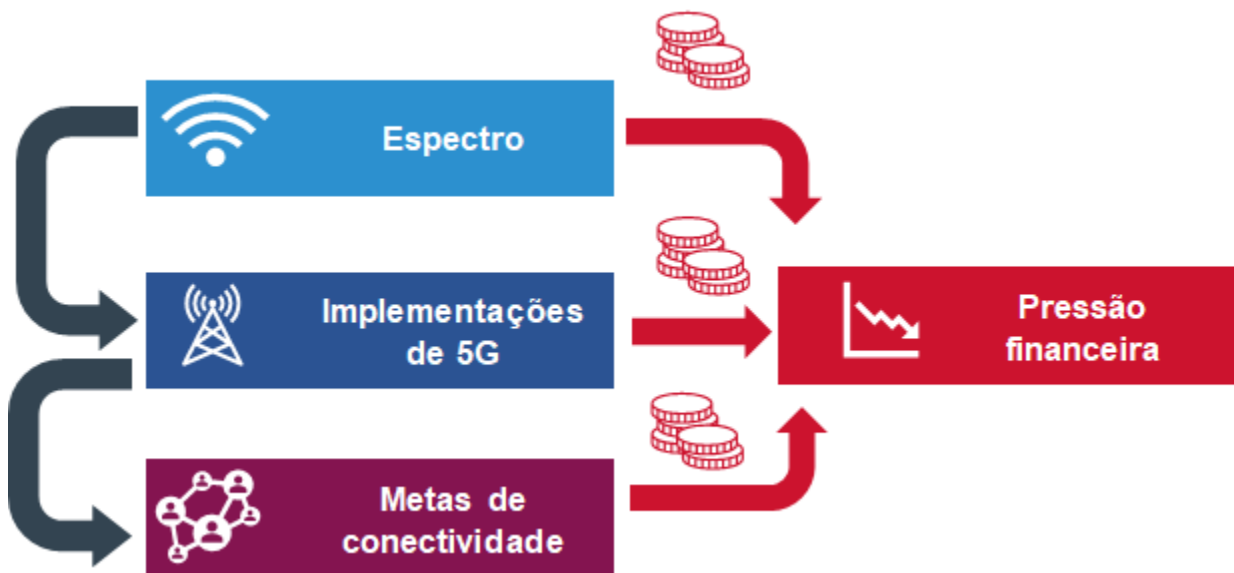 Espectro
Implementações
de 5G
Pressão
financeira
Metas de
conectividade